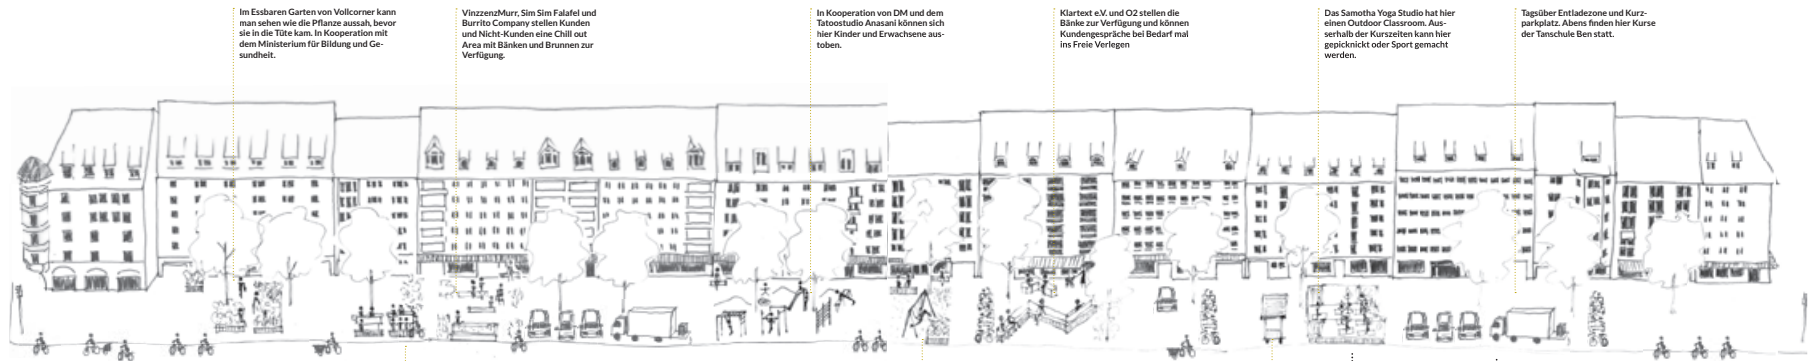 Im Essbaren Garten von Vollcorner kann
man sehen wie die Pflanze aussah, bevor
sie in die Tüte kam. In Kooperation mit
dem Ministerium für Bildung und Ge-
sundheit.
VinzzenzMurr, Sim Sim Falafel und
Burrito Company stellen Kunden
und Nicht-Kunden eine Chill out
Area mit Bänken und Brunnen zur
Verfügung.
In Kooperation von DM und dem
Tatoostudio Anasani können sich
hier Kinder und Erwachsene aus-
toben.
Klartext e.V. und O2 stellen die
Bänke zur Verfügung und können
Kundengespräche bei Bedarf mal
ins Freie Verlegen
Das Samotha Yoga Studio hat hier
einen Outdoor Classroom. Aus-
serhalb der Kurszeiten kann hier
gepicknickt oder Sport gemacht
werden.
Tagsüber Entladezone und Kurz-
parkplatz. Abends finden hier Kurse
der Tanschule Ben statt.